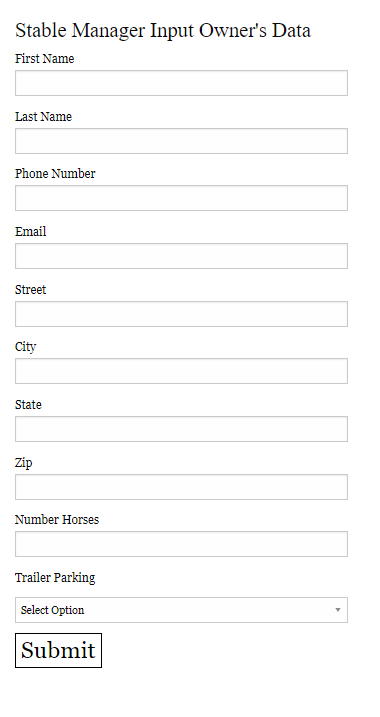 Stable Manager Input Owner's Data
First Name
Last Name
Phone Number
Email
Street
City
State
Zip
Number Horses
Trailer Parking
Select Option
Submit